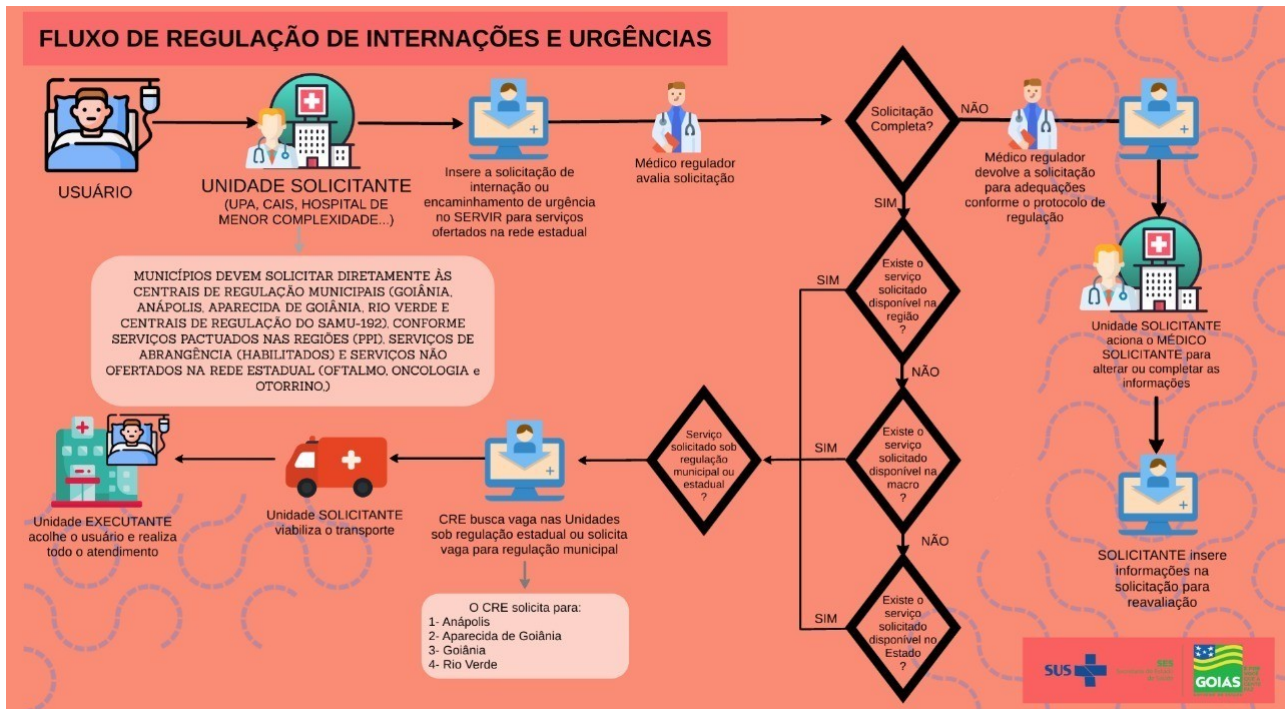 FLUXO DE REGULAÇÃO DE INTERNAÇÕES E URGÊNCIAS
USUÁRIO
UNIDADE SOLICITANTE
(UPA, CAIS, HOSPITAL DE
MENOR COMPLEXIDADE...)
Insere a solicitação de
internação ou
encaminhamento de urgência
no SERVIR para serviços
ofertados na rede estadual
Médico regulador
avalia solicitação
Solicitação
Completa?
NÃO
Médico regulador
devolve a solicitação
para adequações
conforme o protocolo de
regulação
SIM
MUNICÍPIOS DEVEM SOLICITAR DIRETAMENTE ÀS
CENTRAIS DE REGULAÇÃO MUNICIPAIS (GOIÂNIA,
ANÁPOLIS, APARECIDA DE GOIÂNIA, RIO VERDE E
CENTRAIS DE REGULAÇÃO DO SAMU-192), CONFORME
SERVIÇOS PACTUADOS NAS REGIÕES (PPI), SERVIÇOS DE
ABRANGÊNCIA (HABILITADOS) E SERVIÇOS NÃO
OFERTADOS NA REDE ESTADUAL (OFTALMO, ONCOLOGIA e
OTORRINO,)
SIM
Existe o
serviço
solicitado
disponível na
região
?
NÃO
Unidade SOLICITANTE
aciona o MÉDICO
SOLICITANTE para
alterar ou completar as
informações
Unidade EXECUTANTE
acolhe o usuário e realiza
todo o atendimento
Unidade SOLICITANTE
viabiliza o transporte
CRE busca vaga nas Unidades
sob regulação estadual ou solicita
vaga para regulação municipal
Serviço
solicitado sob
regulação
municipal ou
estadual
?
SIM
Existe o
serviço
solicitado
disponível na
macro
?
NÃO
SOLICITANTE insere
informações na
solicitação para
reavaliação
O CRE solicita para:
1- Anápolis
2- Aparecida de Goiânia
3- Goiânia
4- Rio Verde
SIM
Existe o
serviço
solicitado
disponível no
Estado
?
SUS
SES
GOIÁS